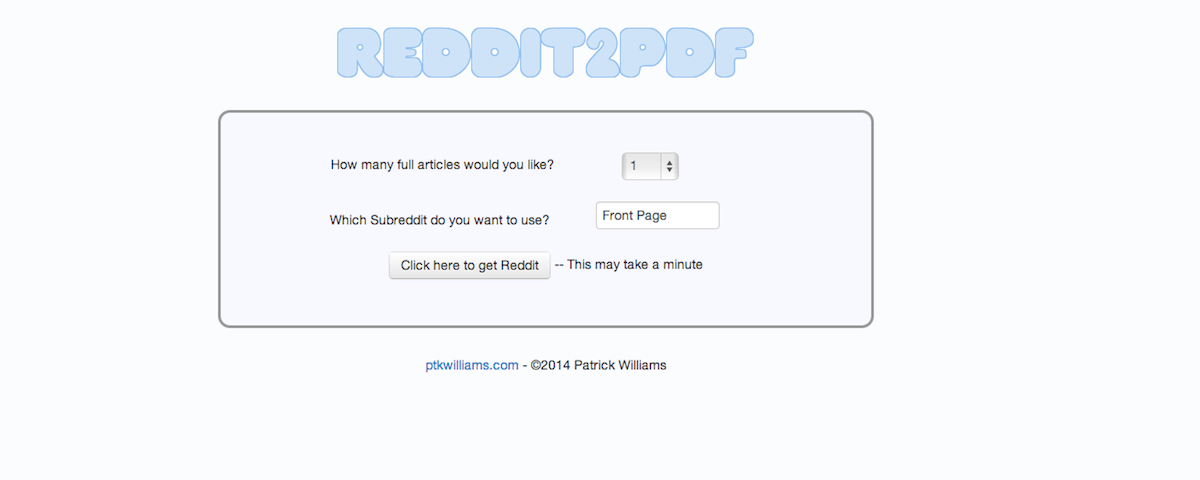 REDDIT2PDF
How many full articles would you like? 1
Which Subreddit do you want to use? Front Page
Click here to get Reddit -- This may take a minute
ptkwilliams.com - ©2014 Patrick Williams